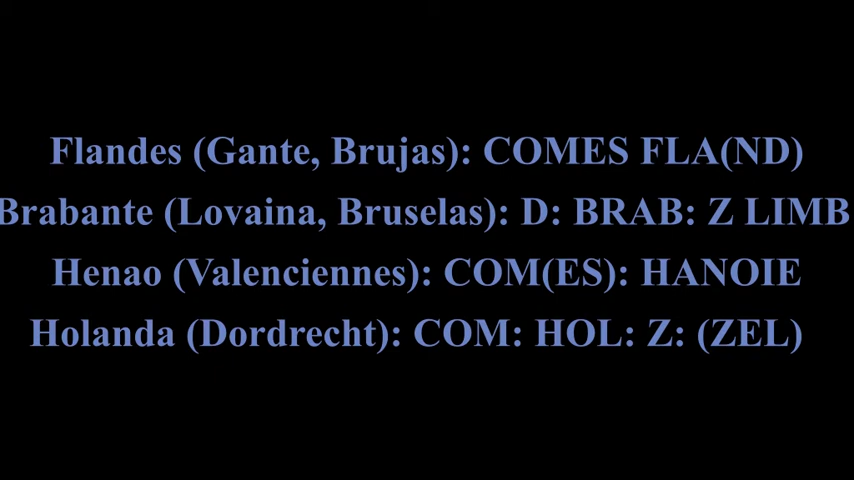 Flandes (Gante, Brujas): COMES FLA(ND)
Brabante (Lovaina, Bruselas): D: BRAB: Z LIMB
Henao (Valenciennes): COM(ES): HANOIE
Holanda (Dordrecht): COM: HOL: Z: (ZEL)